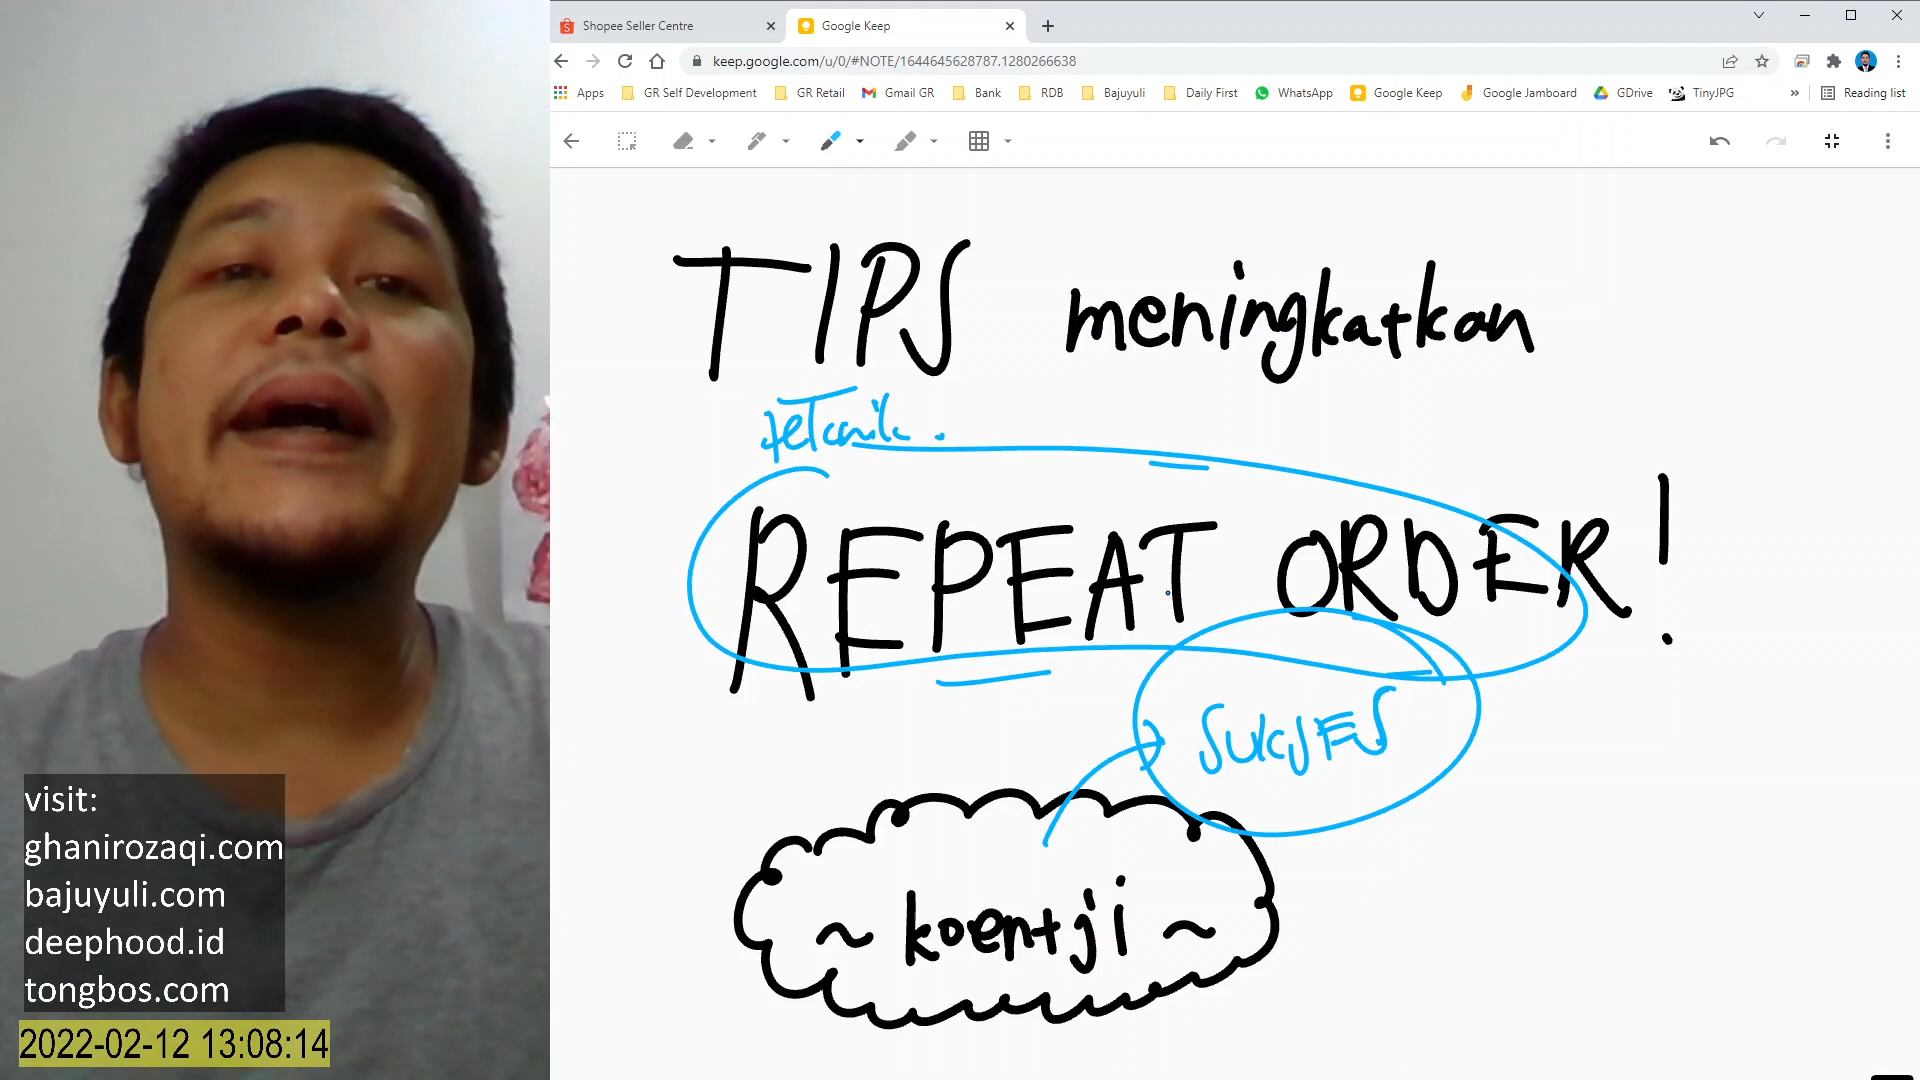 Shopee Seller Centre
Google Keep
keep.google.com/u/0/#NOTE/1644645628787.1280266638
Apps GR Self Development GR Retail Gmail GR Bank RDB Bajuyuli Daily First WhatsApp Google Keep Google Jamboard GDrive TinyJPG » Reading list
TIPS meningkatkan
REPEAT ORDER!
SUKSES
~ koentji ~
visit:
ghanirozaqi.com
bajuyuli.com
deephood.id
tongbos.com
2022-02-12 13:08:14